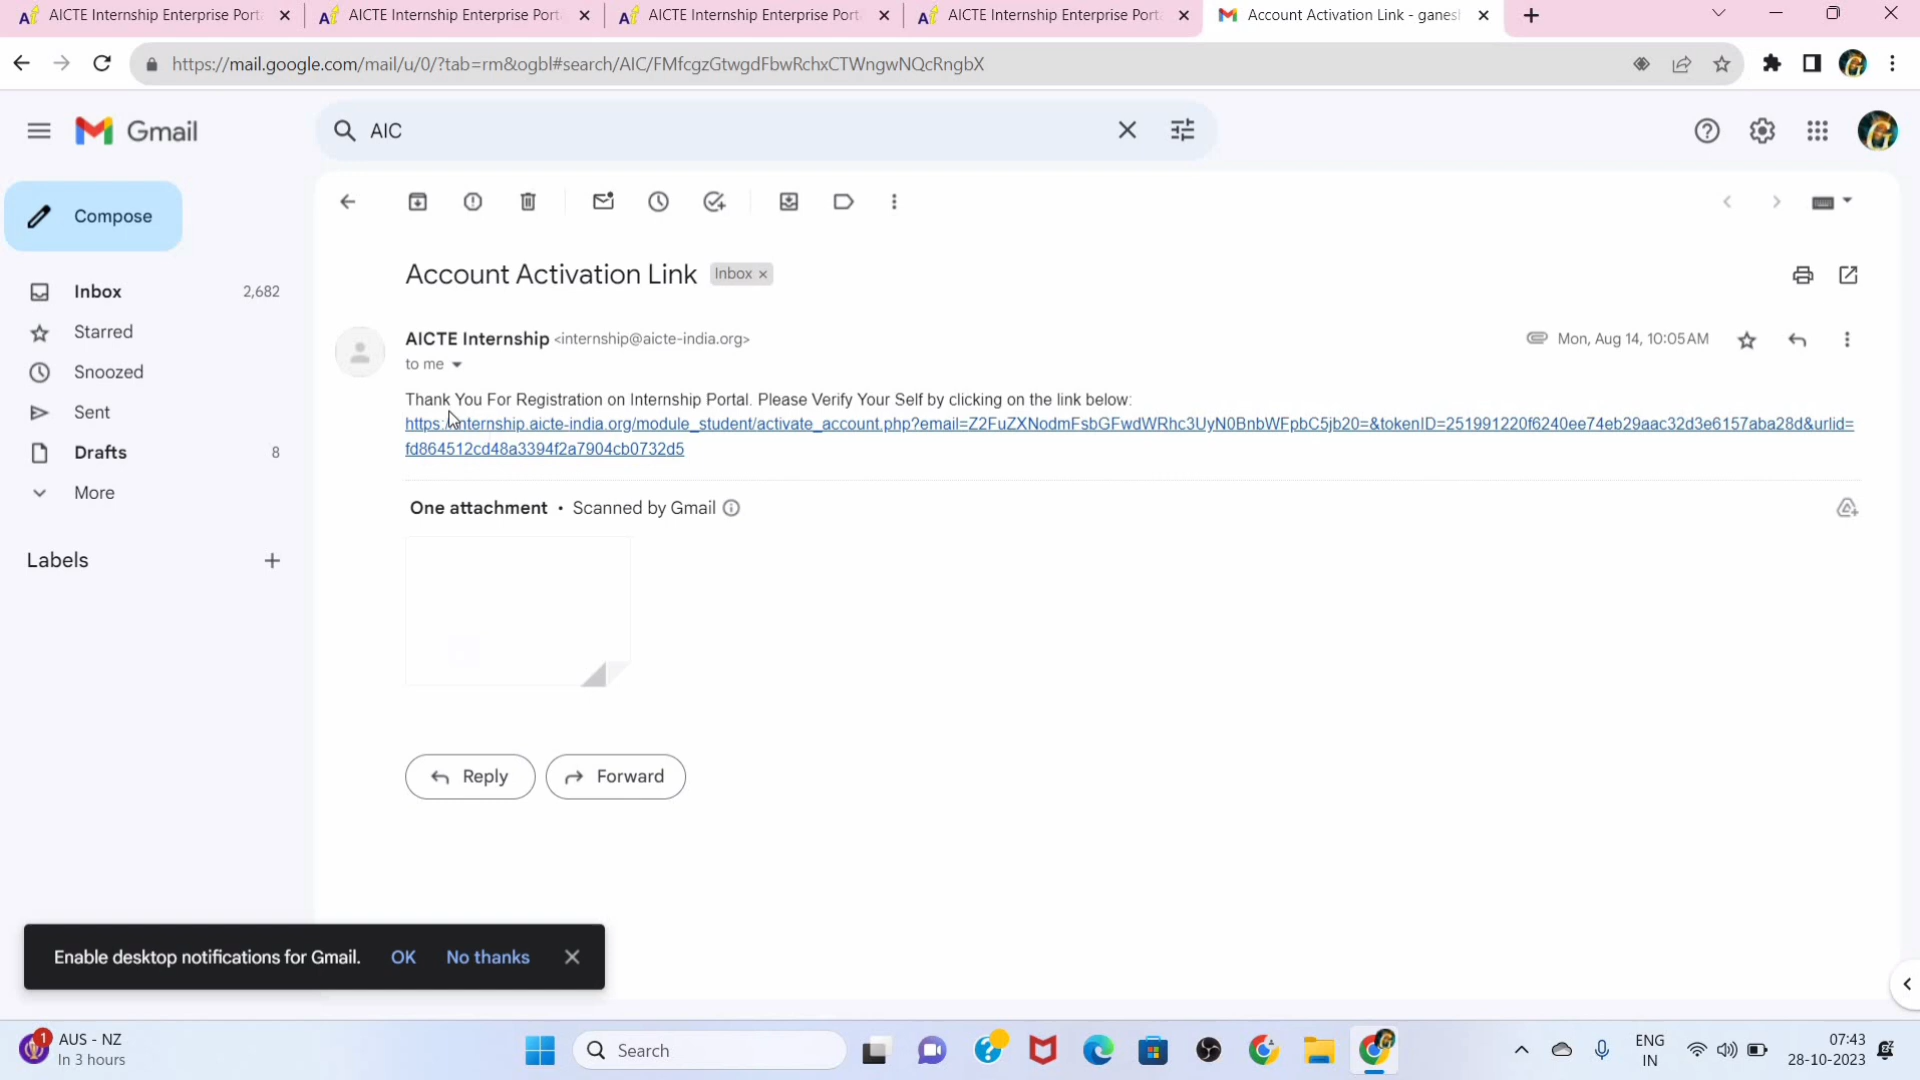 AICTE Internship Enterprise Port
AICTE Internship Enterprise Port
AICTE Internship Enterprise Port
AICTE Internship Enterprise Port
Account Activation Link - ganesh
https://mail.google.com/mail/u/0/?tab=rm&ogbl#search/AIC/FMfcgzGtwgdFbwRchxCTWngwNQcRngbX
Gmail
AIC
Compose
Inbox 2,682
Starred
Snoozed
Sent
Drafts 8
More
Labels
Account Activation Link Inbox ×
AICTE Internship <internship@aicte-india.org>
Mon, Aug 14, 10:05 AM
to me
Thank You For Registration on Internship Portal. Please Verify Your Self by clicking on the link below:
https://internship.aicte-india.org/module_student/activate_account.php?email=Z2FuZXNodmFsbGFwdWRhc3UyN0BnbWFpbC5jb20=&tokenID=251991220f6240ee74eb29aac32d3e6157aba28d&urlid=
fd864512cd48a3394f2a7904cb0732d5
One attachment • Scanned by Gmail
Reply
Forward
Enable desktop notifications for Gmail. OK No thanks
1
AUS - NZ
In 3 hours
Search
ENG
IN
07:43
28-10-2023